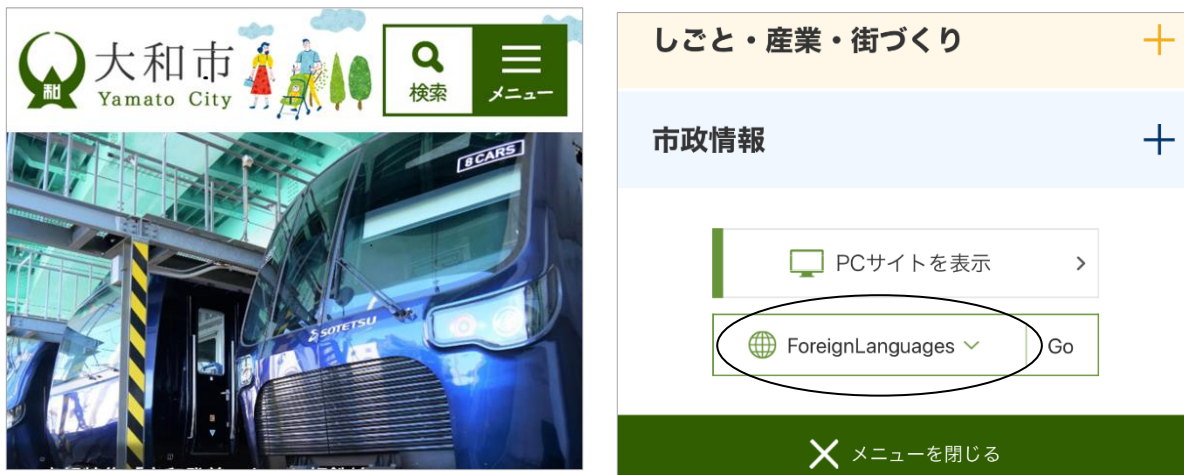 大和市
Yamato City
和
検索
メニュー
8 CARS
SOTETSU
しごと・産業・街づくり
市政情報
PCサイトを表示
ForeignLanguages
Go
メニューを閉じる